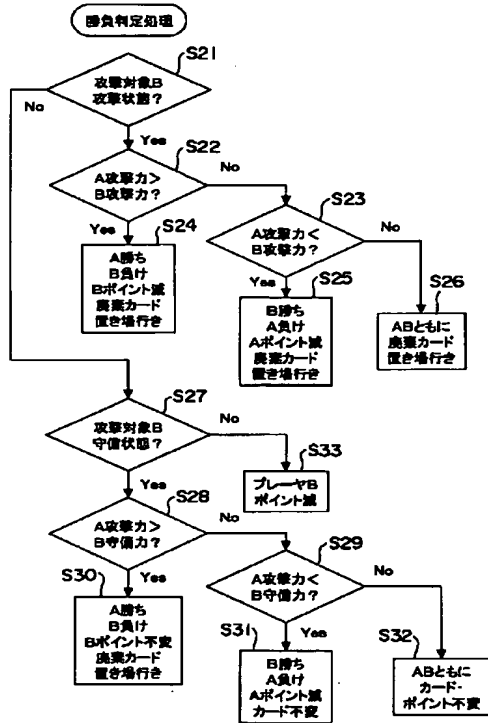 勝負判定処理
S21
攻撃対象B
攻撃状態?
No
Yes
S22
A攻撃力>
B攻撃力?
No
Yes
S23
A攻撃力<
B攻撃力?
No
Yes
S24
A勝ち
B負け
Bポイント減
廃棄カード
置き場行き
S25
B勝ち
A負け
Aポイント減
廃棄カード
置き場行き
S26
ABともに
廃棄カード
置き場行き
S27
攻撃対象B
守備状態?
No
Yes
S33
プレーヤB
ポイント減
S28
A攻撃力>
B守備力?
No
Yes
S29
A攻撃力<
B守備力?
No
Yes
S30
A勝ち
B負け
Bポイント不変
廃棄カード
置き場行き
S31
B勝ち
A負け
Aポイント減
カード不変
S32
ABともに
カード・
ポイント不変